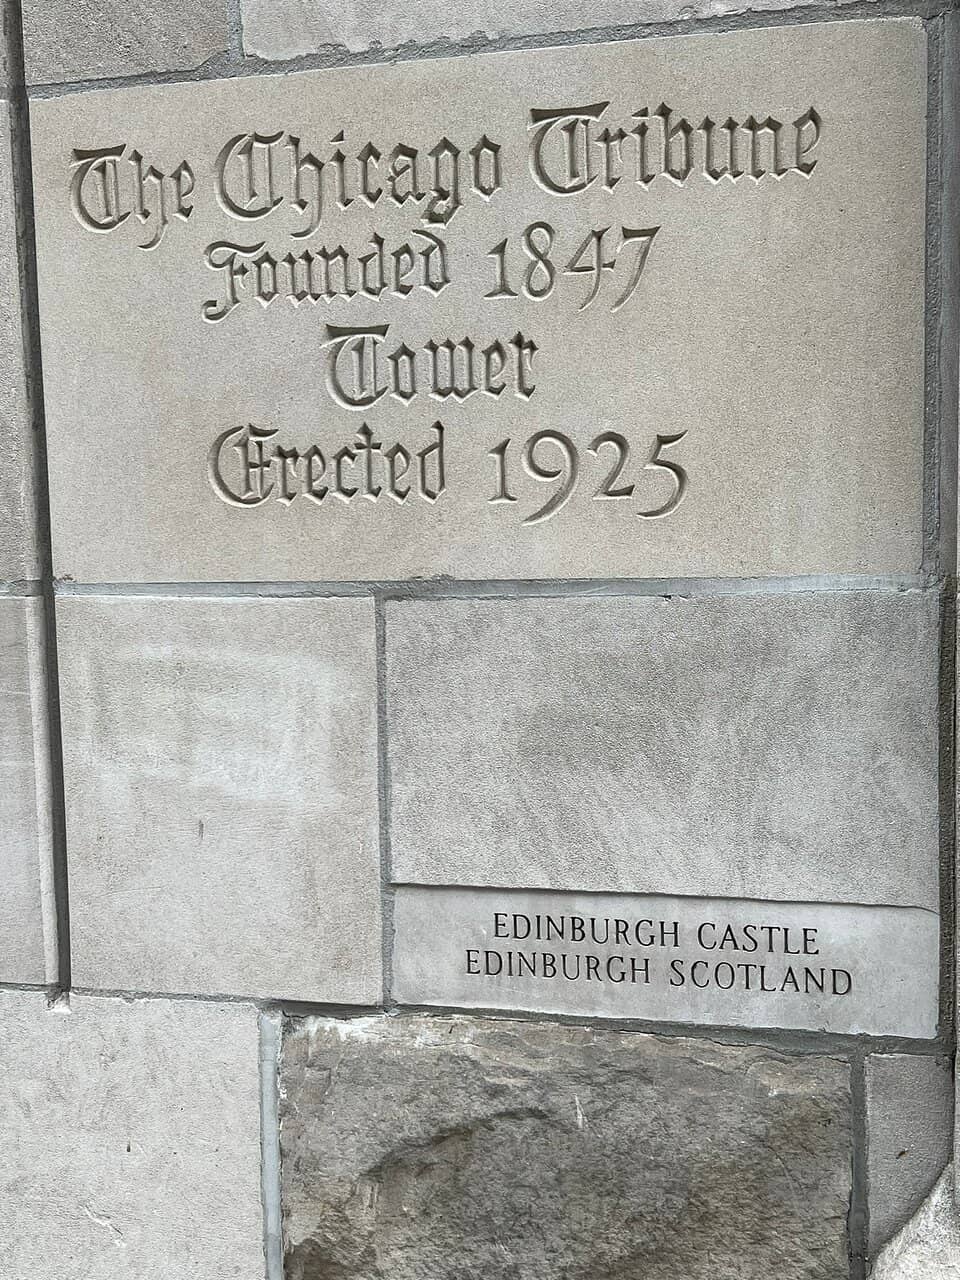 The Chicago Tribune
Founded 1847
Tower
Erected 1925
EDINBURGH CASTLE
EDINBURGH SCOTLAND